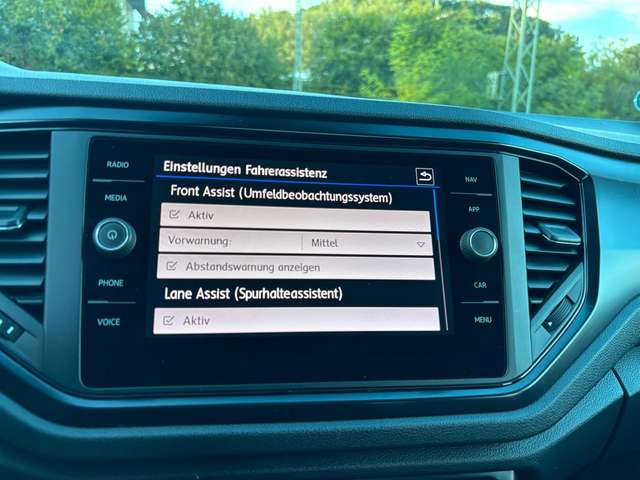 RADIO
MEDIA
PHONE
VOICE
Einstellungen Fahrerassistenz
Front Assist (Umfeldbeobachtungssystem)
Aktiv
Vorwarnung: Mittel
Abstandswarnung anzeigen
Lane Assist (Spurhalteassistent)
Aktiv
NAV
APP
CAR
MENU